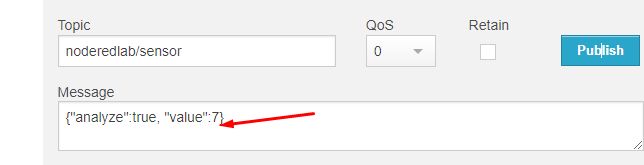 Topic QoS Retain
noderedlab/sensor 0 Publish
Message
{"analyze":true, "value":7}